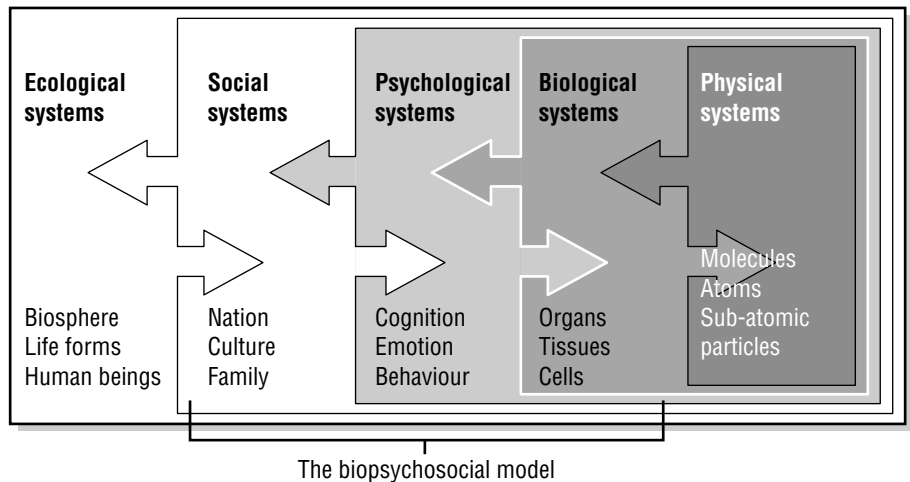 Ecological
systems
Social
systems
Psychological
systems
Biological
systems
Physical
systems
Biosphere
Life forms
Human beings
Nation
Culture
Family
Cognition
Emotion
Behaviour
Organs
Tissues
Cells
Molecules
Atoms
Sub-atomic
particles
The biopsychosocial model